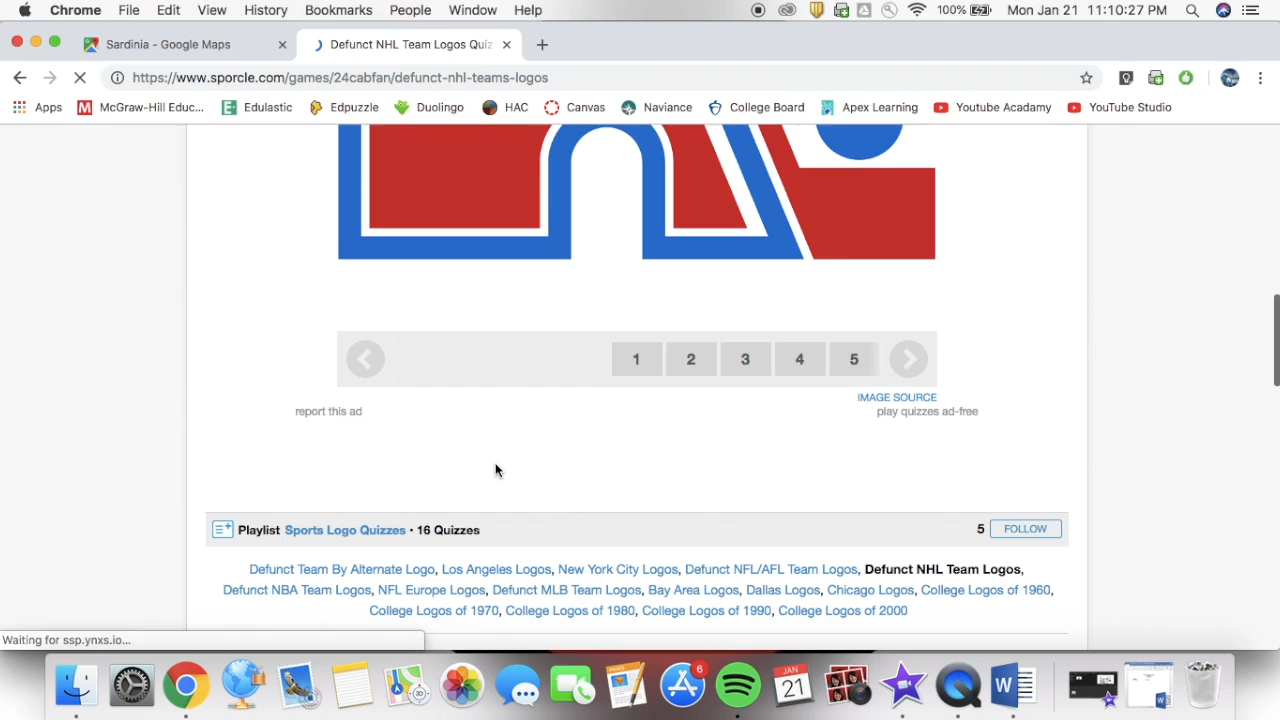 Chrome File Edit View History Bookmarks People Window Help 100% Mon Jan 21 11:10:27 PM
Sardinia - Google Maps Defunct NHL Team Logos Quiz
https://www.sporcle.com/games/24cabfan/defunct-nhl-teams-logos
Apps McGraw-Hill Educ... Edulastic Edpuzzle Duolingo HAC Canvas Naviance College Board Apex Learning Youtube Acadamy YouTube Studio
1 2 3 4 5
IMAGE SOURCE
report this ad play quizzes ad-free
Playlist Sports Logo Quizzes • 16 Quizzes 5 FOLLOW
Defunct Team By Alternate Logo, Los Angeles Logos, New York City Logos, Defunct NFL/AFL Team Logos, Defunct NHL Team Logos,
Defunct NBA Team Logos, NFL Europe Logos, Defunct MLB Team Logos, Bay Area Logos, Dallas Logos, Chicago Logos, College Logos of 1960,
College Logos of 1970, College Logos of 1980, College Logos of 1990, College Logos of 2000
Waiting for ssp.ynxs.io...
6
JAN
21